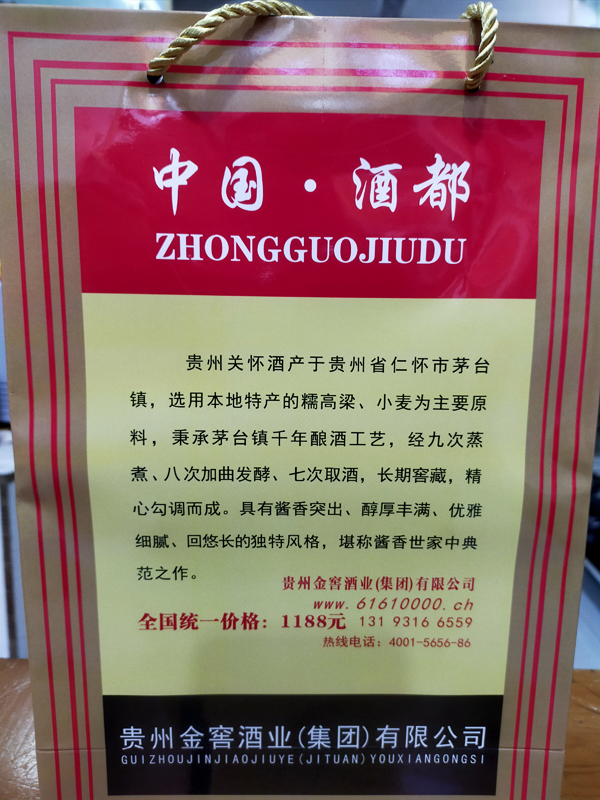 中国·酒都
ZHONGGUOJIUDU
贵州关怀酒产于贵州省仁怀市茅台
镇，选用本地特产的糯高梁、小麦为主要原
料，秉承茅台镇千年酿酒工艺，经九次蒸
煮、八次加曲发酵、七次取酒，长期窖藏，精
心勾调而成。具有酱香突出、醇厚丰满、优雅
细腻、回悠长的独特风格，堪称酱香世家中典
范之作。
贵州金窖酒业(集团)有限公司
www.61610000.ch
全国统一价格：1188元 131 9316 6559
热线电话：4001-5656-86
贵州金窖酒业(集团)有限公司
GUIZHOUJINJIAOJIUYE(JITUAN)YOUXIANGONGSI